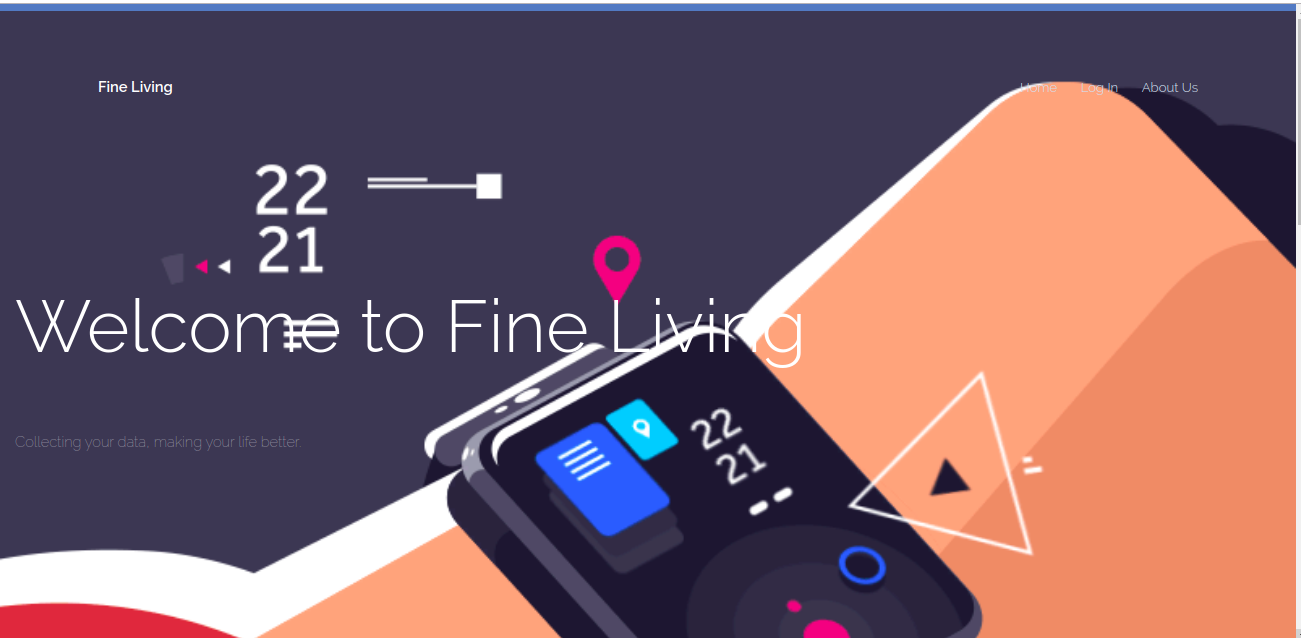 Fine Living
Home Log In About Us
22
21
Welcome to Fine Living
Collecting your data, making your life better.
22
21